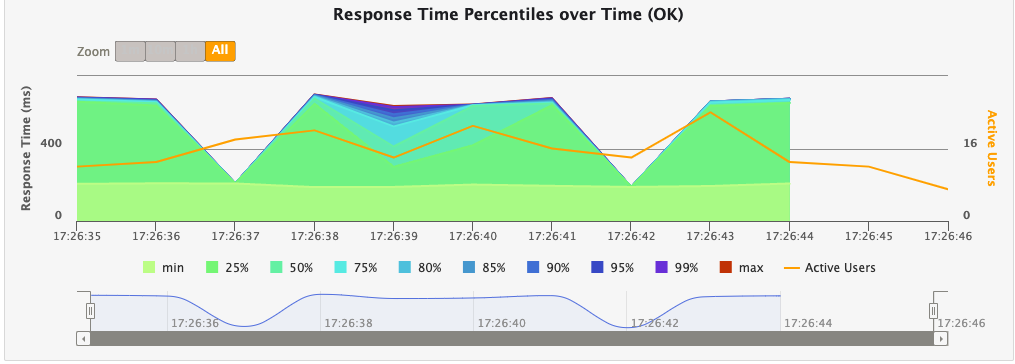 Response Time Percentiles over Time (OK)
Zoom All
Response Time (ms)
400
0
Active Users
16
0
17:26:35 17:26:36 17:26:37 17:26:38 17:26:39 17:26:40 17:26:41 17:26:42 17:26:43 17:26:44 17:26:45 17:26:46
min 25% 50% 75% 80% 85% 90% 95% 99% max Active Users
17:26:36 17:26:38 17:26:40 17:26:42 17:26:44 17:26:46